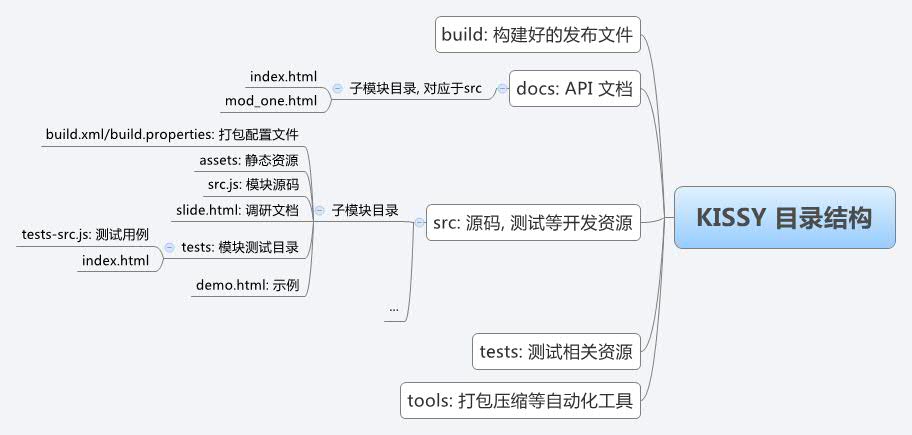 KISSY 目录结构
build: 构建好的发布文件
docs: API 文档
子模块目录, 对应于src
index.html
mod_one.html
src: 源码, 测试等开发资源
子模块目录
build.xml/build.properties: 打包配置文件
assets: 静态资源
src.js: 模块源码
slide.html: 调研文档
tests: 模块测试目录
tests-src.js: 测试用例
index.html
demo.html: 示例
...
tests: 测试相关资源
tools: 打包压缩等自动化工具